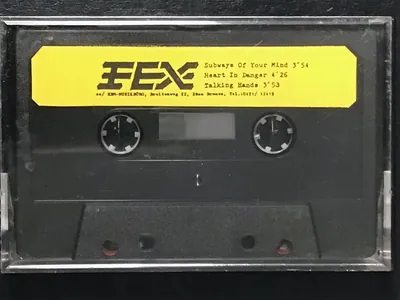 FEX
Subways Of Your Mind 3'54
Heart In Danger 4'26
Talking Hands 3'53
c/